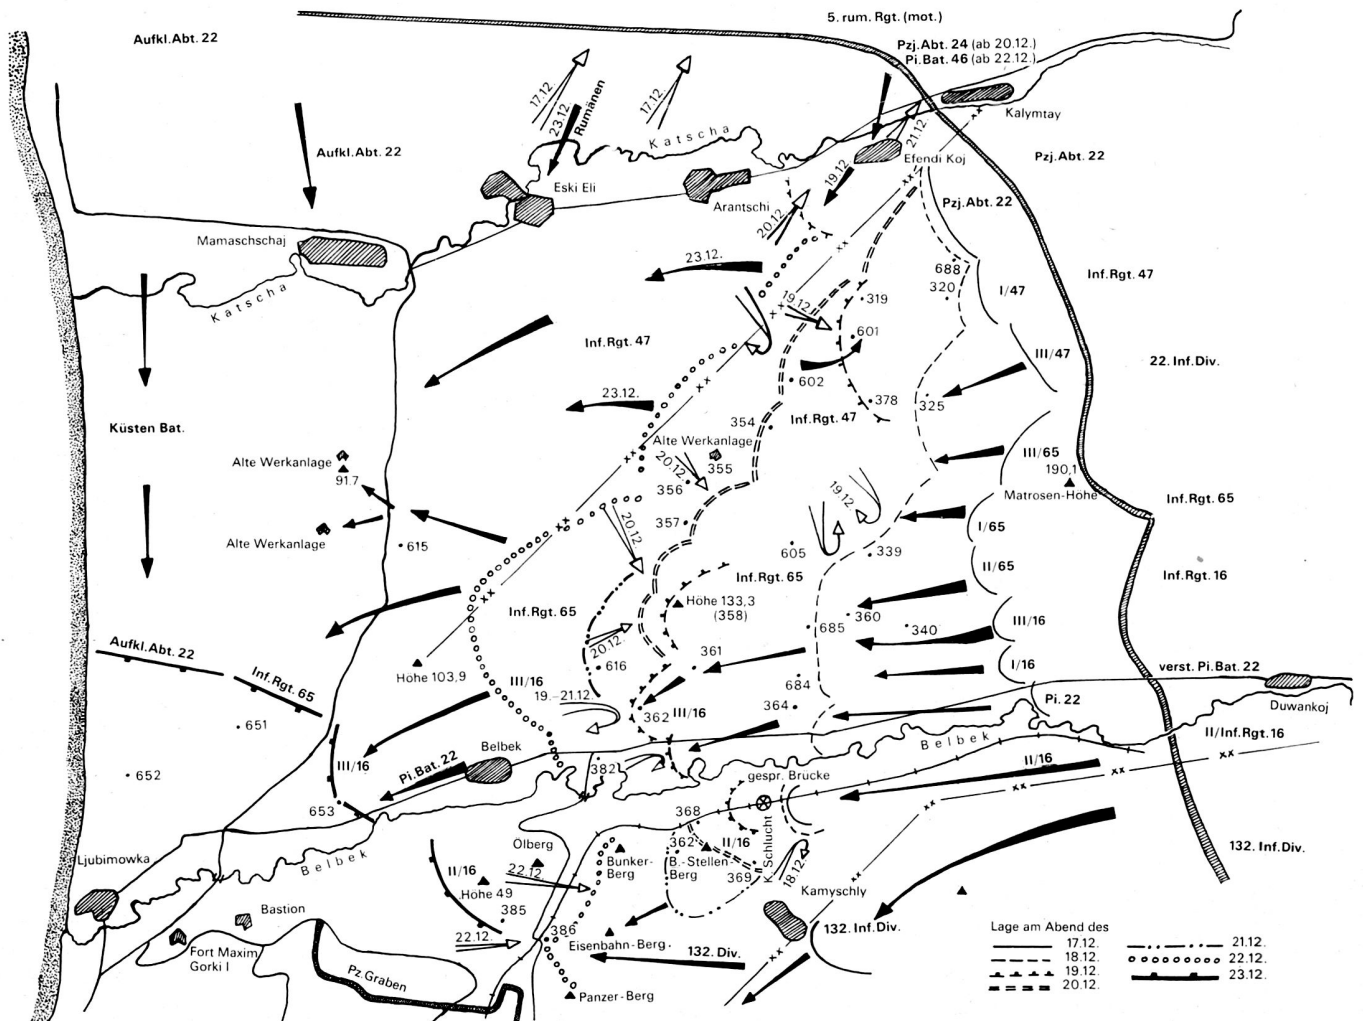 5. rum. Rgt. (mot.)
Aufkl. Abt. 22
Pzj. Abt. 24 (ab 20.12.)
Pi. Bat. 46 (ab 22.12.)
17.12.
23.12.
Rumänen
17.12.
Katscha
21.12.
Kalymtay
Aufkl. Abt. 22
Efendi Koj
Pzj. Abt. 22
Eski Eli
Arantschi
19.12.
Pzj. Abt. 22
20.12.
Mamaschschaj
xx
xx
23.12.
688
320
Inf. Rgt. 47
Katscha
19.12.
319
I/47
601
Inf. Rgt. 47
III/47
22. Inf. Div.
602
xx
23.12.
378
325
354
Inf. Rgt. 47
Küsten Bat.
Alte Werkanlage
III/65
Alte Werkanlage
xx
20.12.
355
190,1
91.7
356
19.12.
Matrosen-Höhe
Inf. Rgt. 65
xx
20.12.
357
I/65
Alte Werkanlage
615
605
339
II/65
Inf. Rgt. 65
Inf. Rgt. 16
xx
Höhe 133,3
(358)
Inf. Rgt. 65
360
685
340
III/16
Aufkl. Abt. 22
20.12.
361
I/16
verst. Pi. Bat. 22
Inf. Rgt. 65
Höhe 103,9
616
684
III/16
19.–21.12.
Pi. 22
Duwankoj
651
362
III/16
364
II/Inf. Rgt. 16
Belbek
Belbek
III/16
Pi. Bat. 22
382
II/16
xx
652
gespr. Brücke
xx
653
368
Ölberg
362
II/16
K. Schlucht
132. Inf. Div.
Ljubimowka
Belbek
II/16
22.12
Bunker-
Berg
B.-Stellen-
Berg
369
18.12.
Höhe 49
Kamyschly
Bastion
385
386
132. Inf. Div.
22.12.
Eisenbahn-Berg
132. Div.
xx
Fort Maxim
Gorki I
Pz. Graben
Panzer-Berg
Lage am Abend des
17.12.
18.12.
19.12.
20.12.
21.12.
22.12.
23.12.